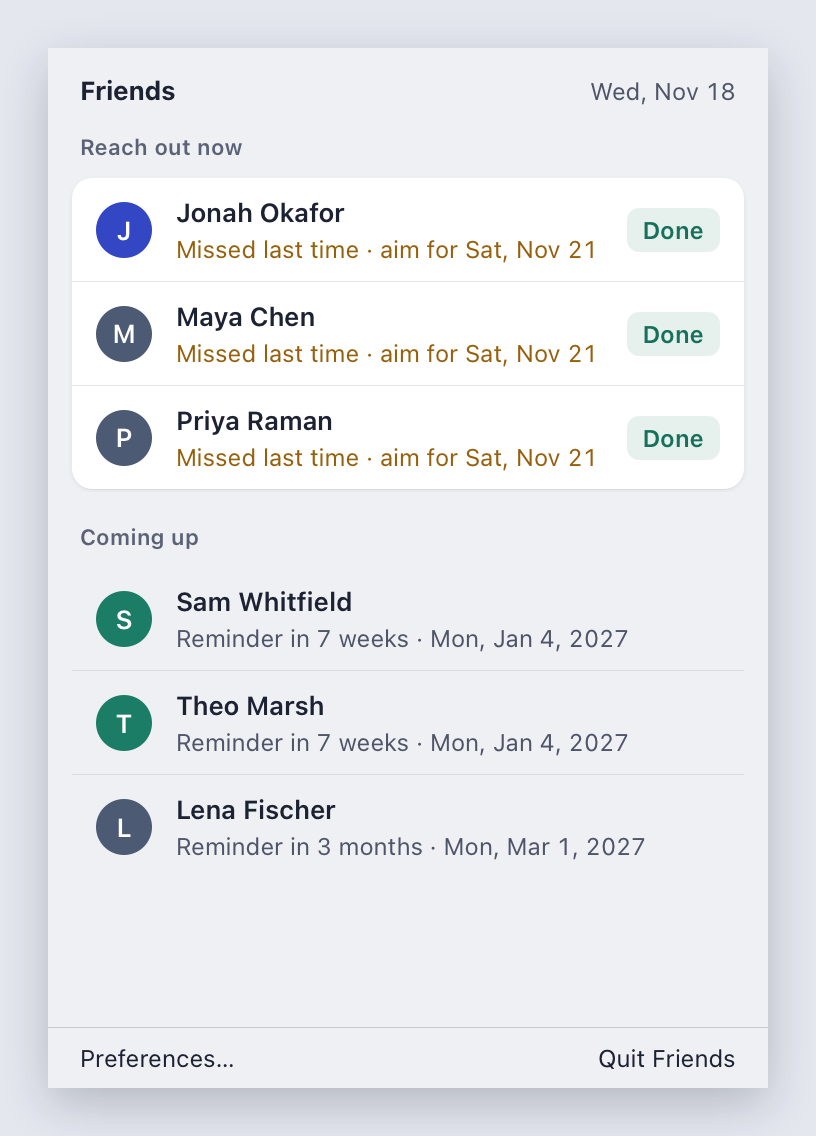 Friends
Wed, Nov 18
Reach out now
J
Jonah Okafor
Missed last time · aim for Sat, Nov 21
Done
M
Maya Chen
Missed last time · aim for Sat, Nov 21
Done
P
Priya Raman
Missed last time · aim for Sat, Nov 21
Done
Coming up
S
Sam Whitfield
Reminder in 7 weeks · Mon, Jan 4, 2027
T
Theo Marsh
Reminder in 7 weeks · Mon, Jan 4, 2027
L
Lena Fischer
Reminder in 3 months · Mon, Mar 1, 2027
Preferences...
Quit Friends